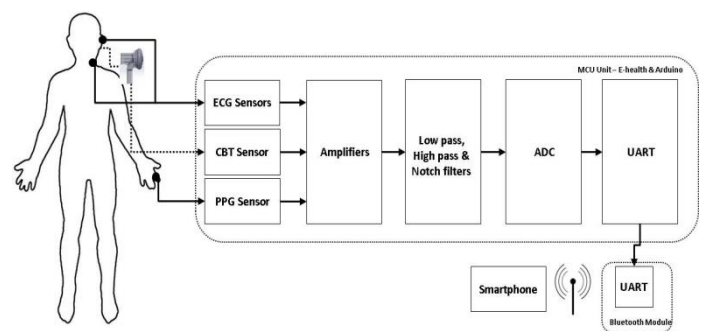 MCU Unit – E-health & Arduino
ECG Sensors
CBT Sensor
PPG Sensor
Amplifiers
Low pass,
High pass &
Notch filters
ADC
UART
Smartphone
UART
Bluetooth Module